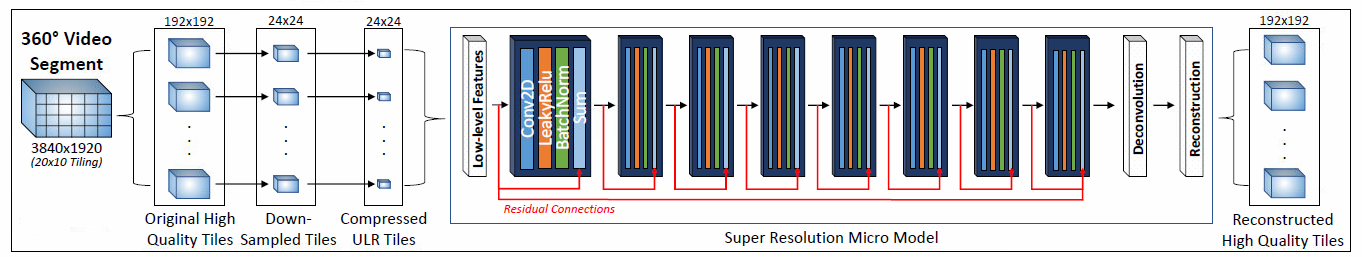 360° Video
Segment
3840x1920
(20x10 Tiling)
192x192
Original High
Quality Tiles
24x24
Down-
Sampled Tiles
24x24
Compressed
ULR Tiles
Low-level Features
Conv2D
LeakyRelu
BatchNorm
Sum
Residual Connections
Deconvolution
Reconstruction
Super Resolution Micro Model
192x192
Reconstructed
High Quality Tiles